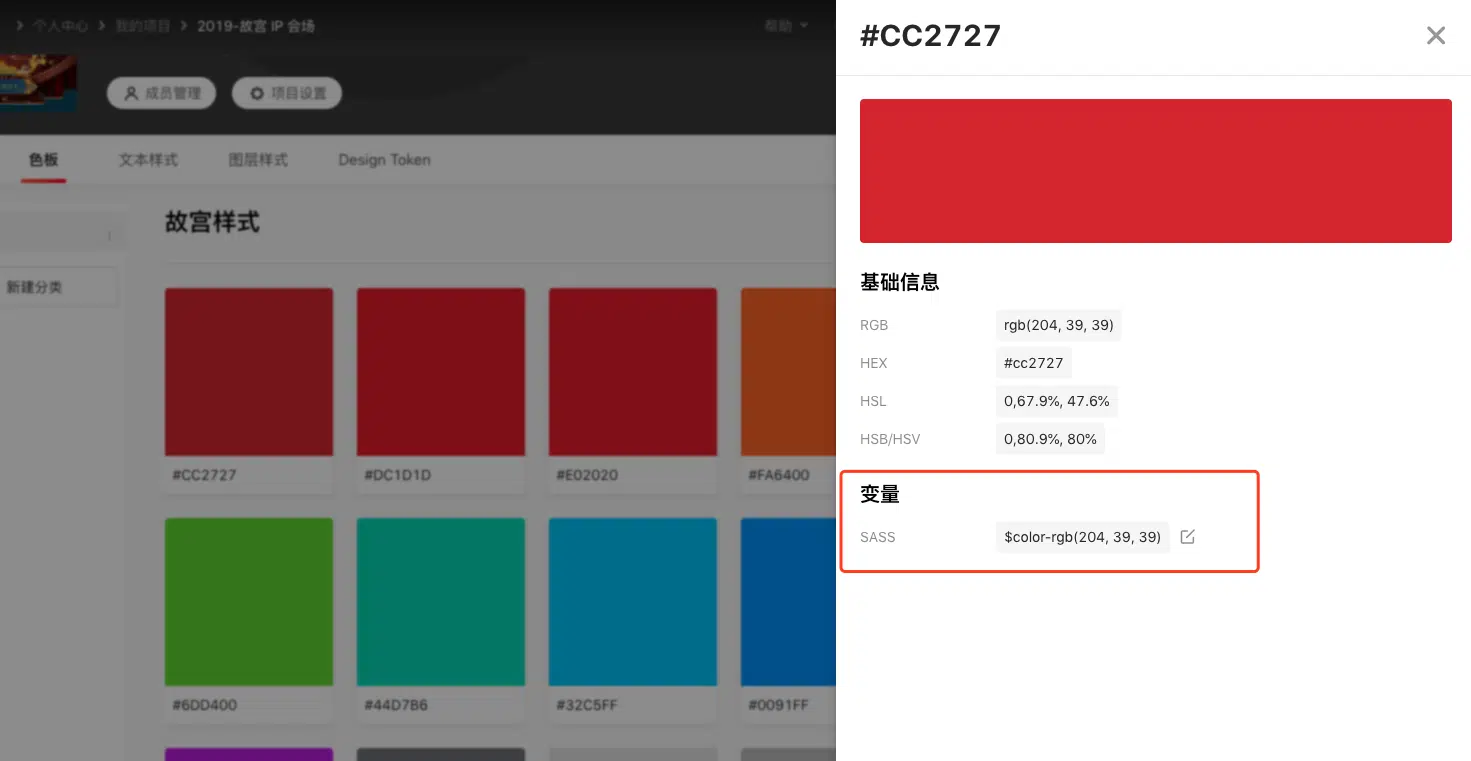 个人中心 > 我的项目 > 2019-故宫 IP 会场
帮助
成员管理
项目设置
色板
文本样式
图层样式
Design Token
新建分类
故宫样式
#CC2727
#DC1D1D
#E02020
#FA6400
#6DD400
#44D7B6
#32C5FF
#0091FF
#CC2727
基础信息
RGB rgb(204, 39, 39)
HEX #cc2727
HSL 0,67.9%, 47.6%
HSB/HSV 0,80.9%, 80%
变量
SASS $color-rgb(204, 39, 39)